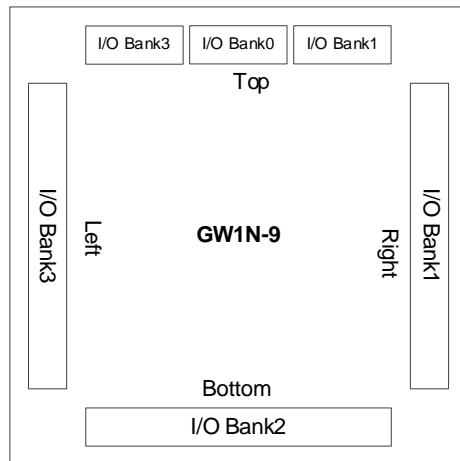 I/O Bank3 I/O Bank0 I/O Bank1
Top
I/O Bank3
Left
GW1N-9
Right
I/O Bank1
Bottom
I/O Bank2